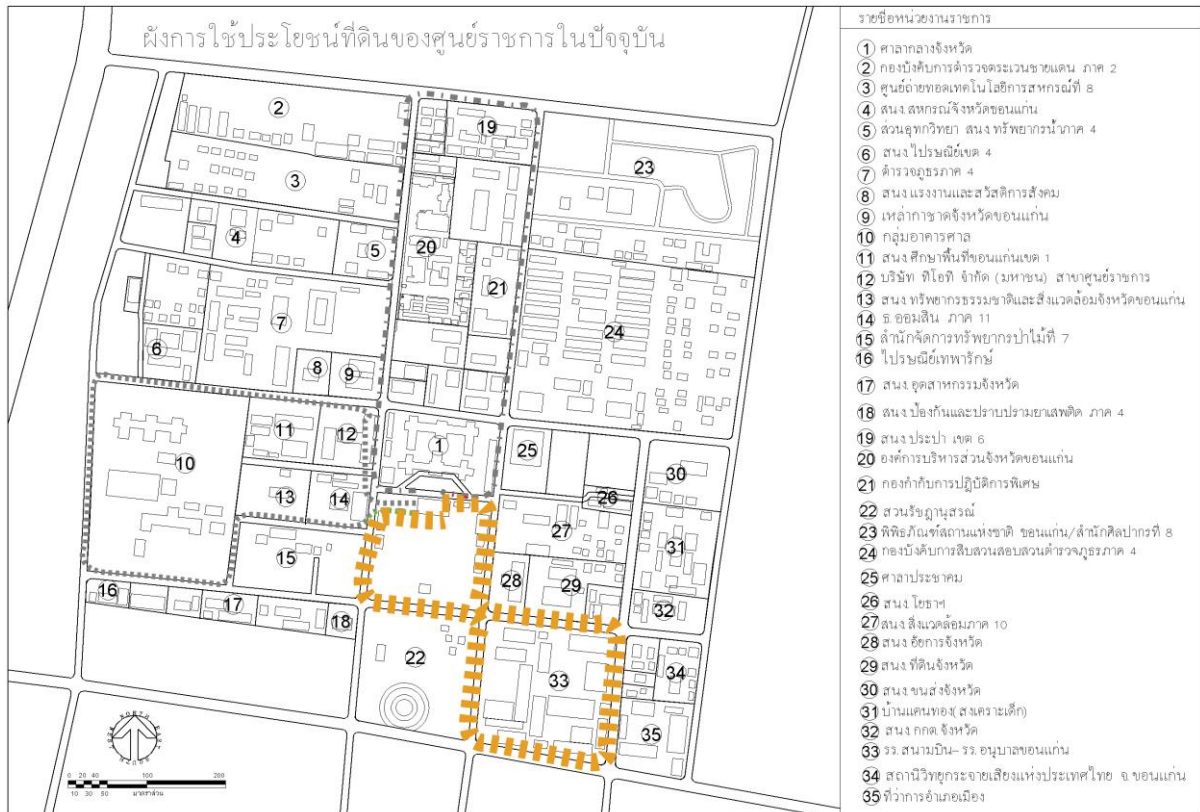 ผังการใช้ประโยชน์ที่ดินของศูนย์ราชการในปัจจุบัน
รายชื่อหน่วยงานราชการ
1 ศาลากลางจังหวัด
2 กองบังคับการตำรวจตระเวนชายแดน ภาค 2
3 ศูนย์ถ่ายทอดเทคโนโลยีการสหกรณ์ที่ 8
4 สนง.สหกรณ์จังหวัดขอนแก่น
5 ส่วนอุทกวิทยา สนง.ทรัพยากรน้ำภาค 4
6 สนง.ไปรษณีย์เขต 4
7 ตำรวจภูธรภาค 4
8 สนง.แรงงานและสวัสดิการสังคม
9 เหล่ากาชาดจังหวัดขอนแก่น
10 กลุ่มอาคารศาล
11 สนง.ศึกษาพื้นที่ขอนแก่นเขต 1
12 บริษัท ทีโอที จำกัด (มหาชน) สาขาศูนย์ราชการ
13 สนง.ทรัพยากรธรรมชาติและสิ่งแวดล้อมจังหวัดขอนแก่น
14 ธ.ออมสิน ภาค 11
15 สำนักจัดการทรัพยากรป่าไม้ที่ 7
16 ไปรษณีย์เทพารักษ์
17 สนง.อุตสาหกรรมจังหวัด
18 สนง.ป้องกันและปราบปรามยาเสพติด ภาค 4
19 สนง.ประปา เขต 6
20 องค์การบริหารส่วนจังหวัดขอนแก่น
21 กองกำกับการปฏิบัติการพิเศษ
22 สวนรัชฎานุสรณ์
23 พิพิธภัณฑ์สถานแห่งชาติ ขอนแก่น/สำนักศิลปากรที่ 8
24 กองบังคับการสืบสวนสอบสวนตำรวจภูธรภาค 4
25 ศาลาประชาคม
26 สนง.โยธาฯ
27 สนง.สิ่งแวดล้อมภาค 10
28 สนง.อัยการจังหวัด
29 สนง.ที่ดินจังหวัด
30 สนง.ขนส่งจังหวัด
31 บ้านแคนทอง(สงเคราะเด็ก)
32 สนง.กกต.จังหวัด
33 รร.สนามบิน-รร.อนุบาลขอนแก่น
34 สถานีวิทยุกระจายเสียงแห่งประเทศไทย จ.ขอนแก่น
35 ที่ว่าการอำเภอเมือง
2
19
23
3
4
5
20
21
7
24
6
8
9
11
12
1
25
10
30
13
14
26
27
31
15
28
29
16
17
18
32
22
33
34
35
NORTH
EAST
SOUTH
WEST
0 20 40 100 200
10 30 50 มาตราส่วน